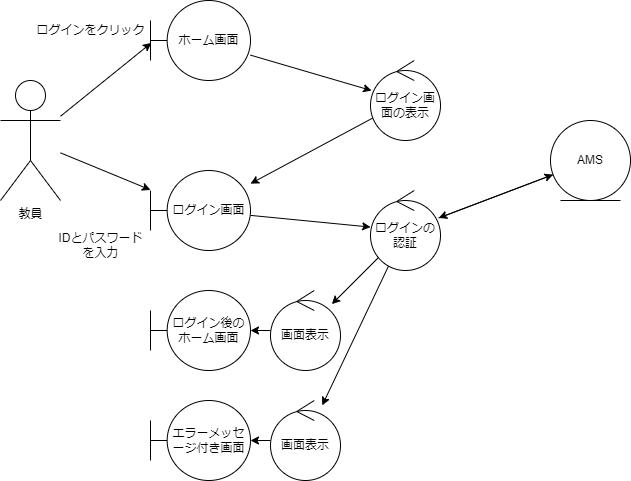 ログインをクリック
ホーム画面
ログイン画
面の表示
AMS
教員
ログイン画面
IDとパスワード
を入力
ログインの
認証
ログイン後の
ホーム画面
画面表示
エラーメッセ
ージ付き画面
画面表示